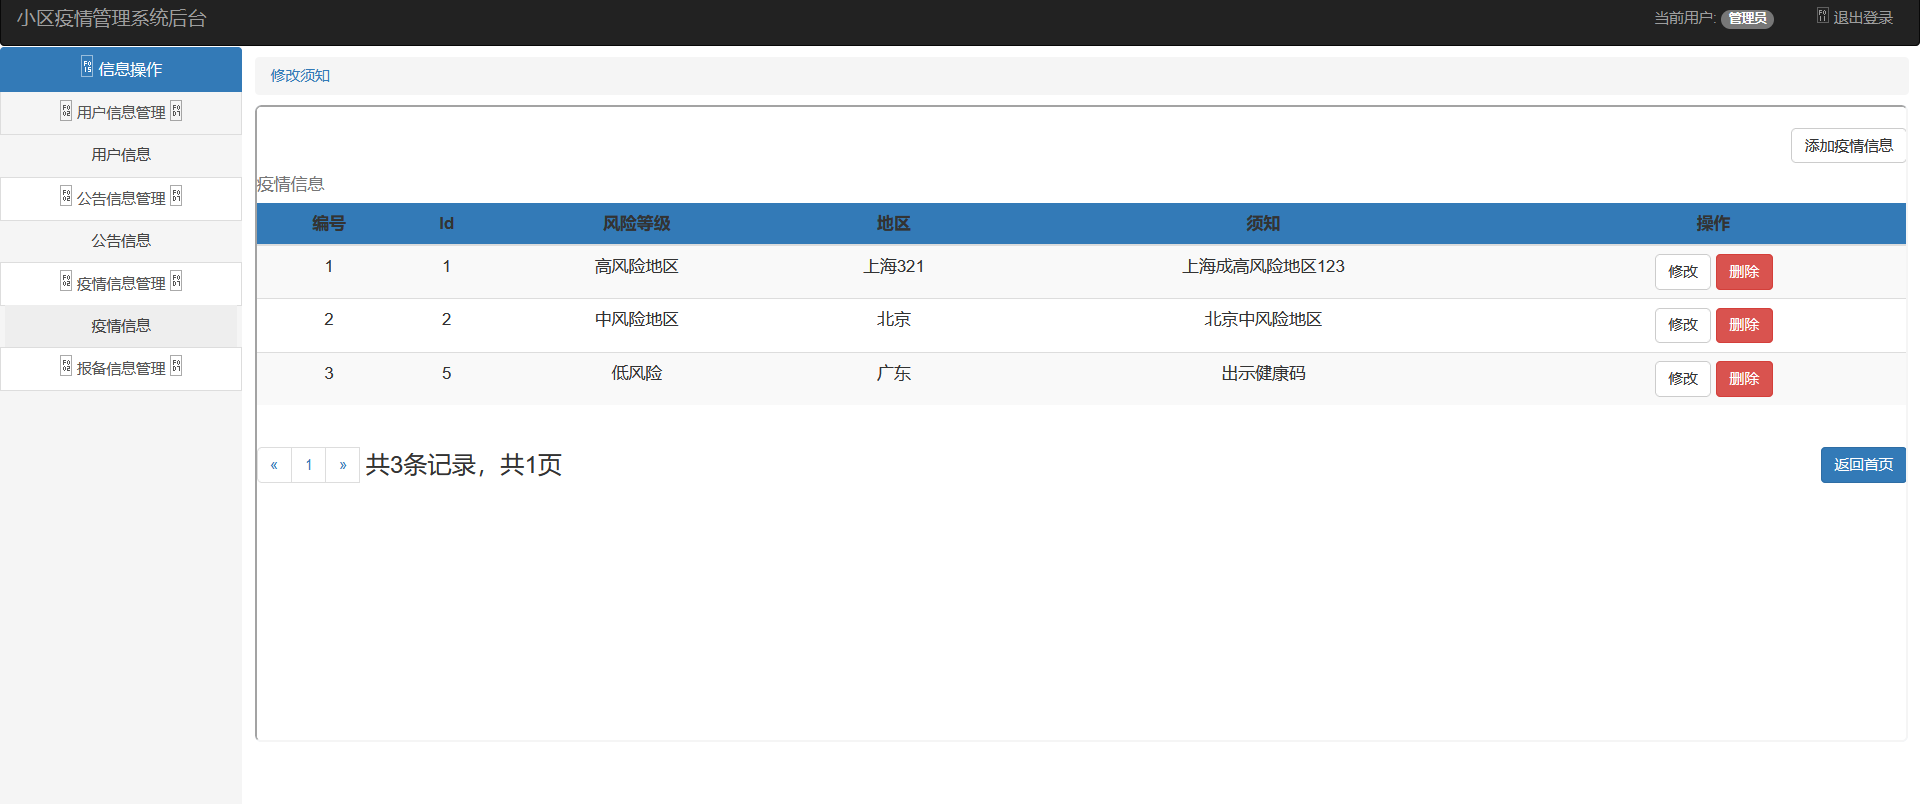 小区疫情管理系统后台
当前用户: 管理员 退出登录
信息操作
用户信息管理
用户信息
公告信息管理
公告信息
疫情信息管理
疫情信息
报备信息管理
修改须知
添加疫情信息
疫情信息
编号 Id 风险等级 地区 须知 操作
1 1 高风险地区 上海321 上海成高风险地区123 修改 删除
2 2 中风险地区 北京 北京中风险地区 修改 删除
3 5 低风险 广东 出示健康码 修改 删除
« 1 » 共3条记录，共1页 返回首页